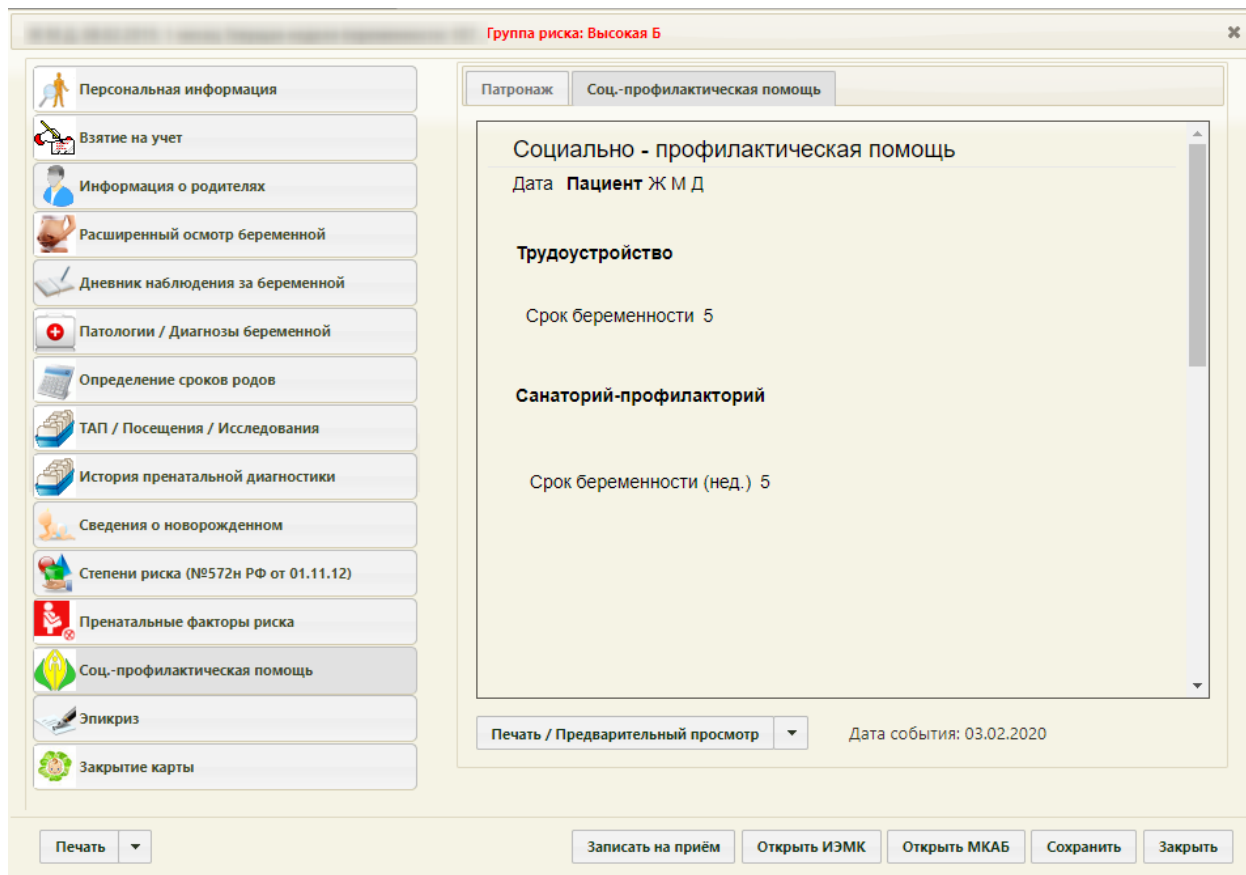 Группа риска: Высокая Б
Персональная информация
Взятие на учет
Информация о родителях
Расширенный осмотр беременной
Дневник наблюдения за беременной
Патологии / Диагнозы беременной
Определение сроков родов
ТАП / Посещения / Исследования
История пренатальной диагностики
Сведения о новорожденном
Степени риска (№572н РФ от 01.11.12)
Пренатальные факторы риска
Соц.-профилактическая помощь
Эпикриз
Закрытие карты
Патронаж Соц.-профилактическая помощь
Социально - профилактическая помощь
Дата Пациент Ж М Д
Трудоустройство
Срок беременности 5
Санаторий-профилакторий
Срок беременности (нед.) 5
Печать / Предварительный просмотр Дата события: 03.02.2020
Печать Записать на приём Открыть ИЭМК Открыть МКАБ Сохранить Закрыть